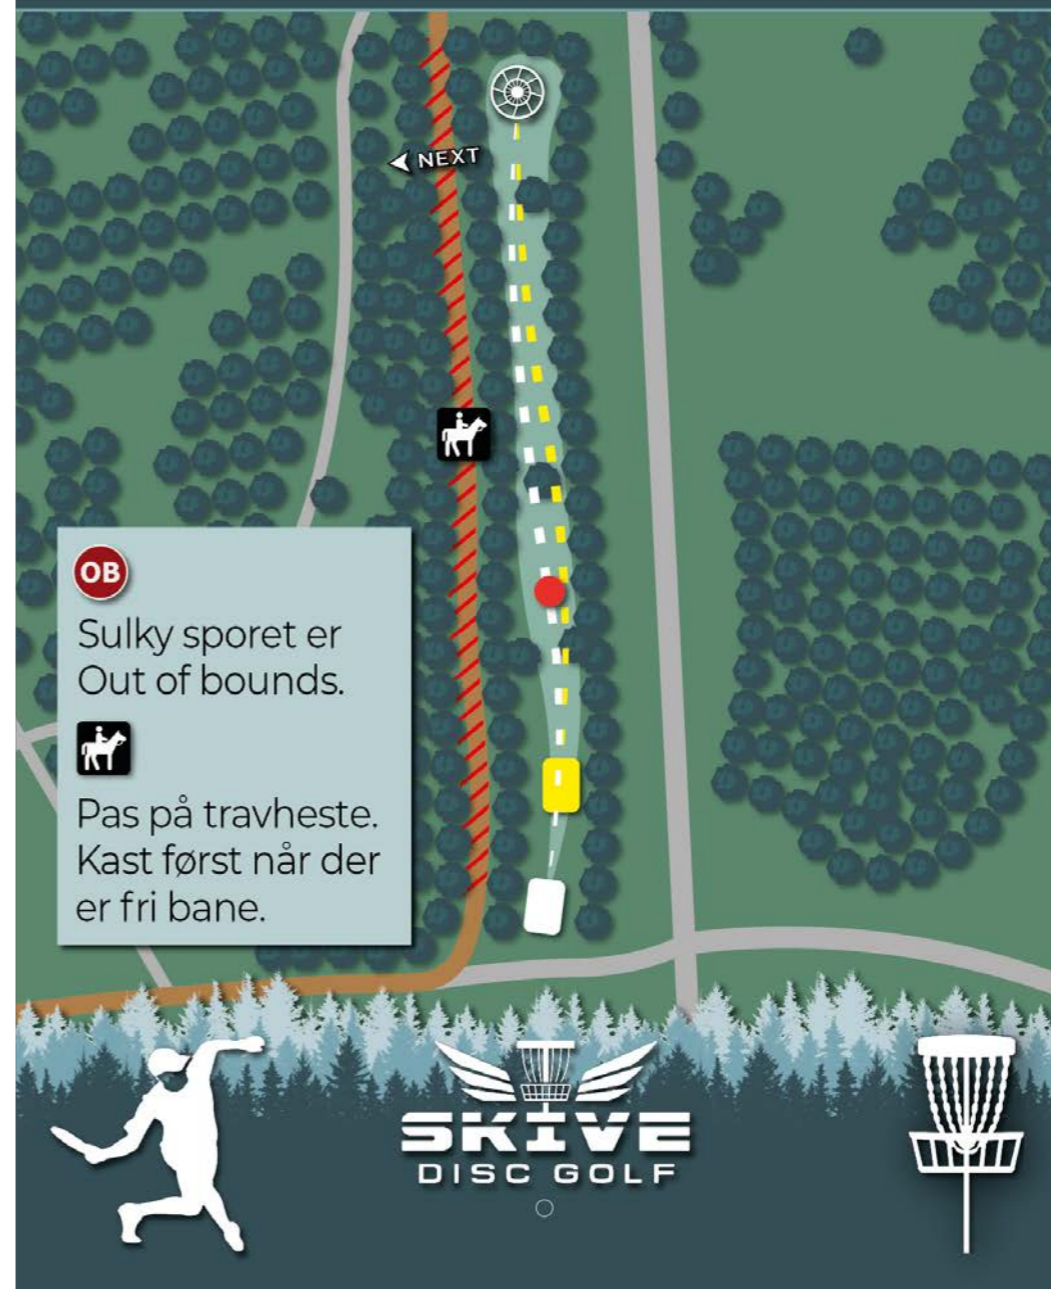 NEXT
OB
Sulky sporet er
Out of bounds.
Pas på travheste.
Kast først når der
er fri bane.
SKIVE
DISC GOLF